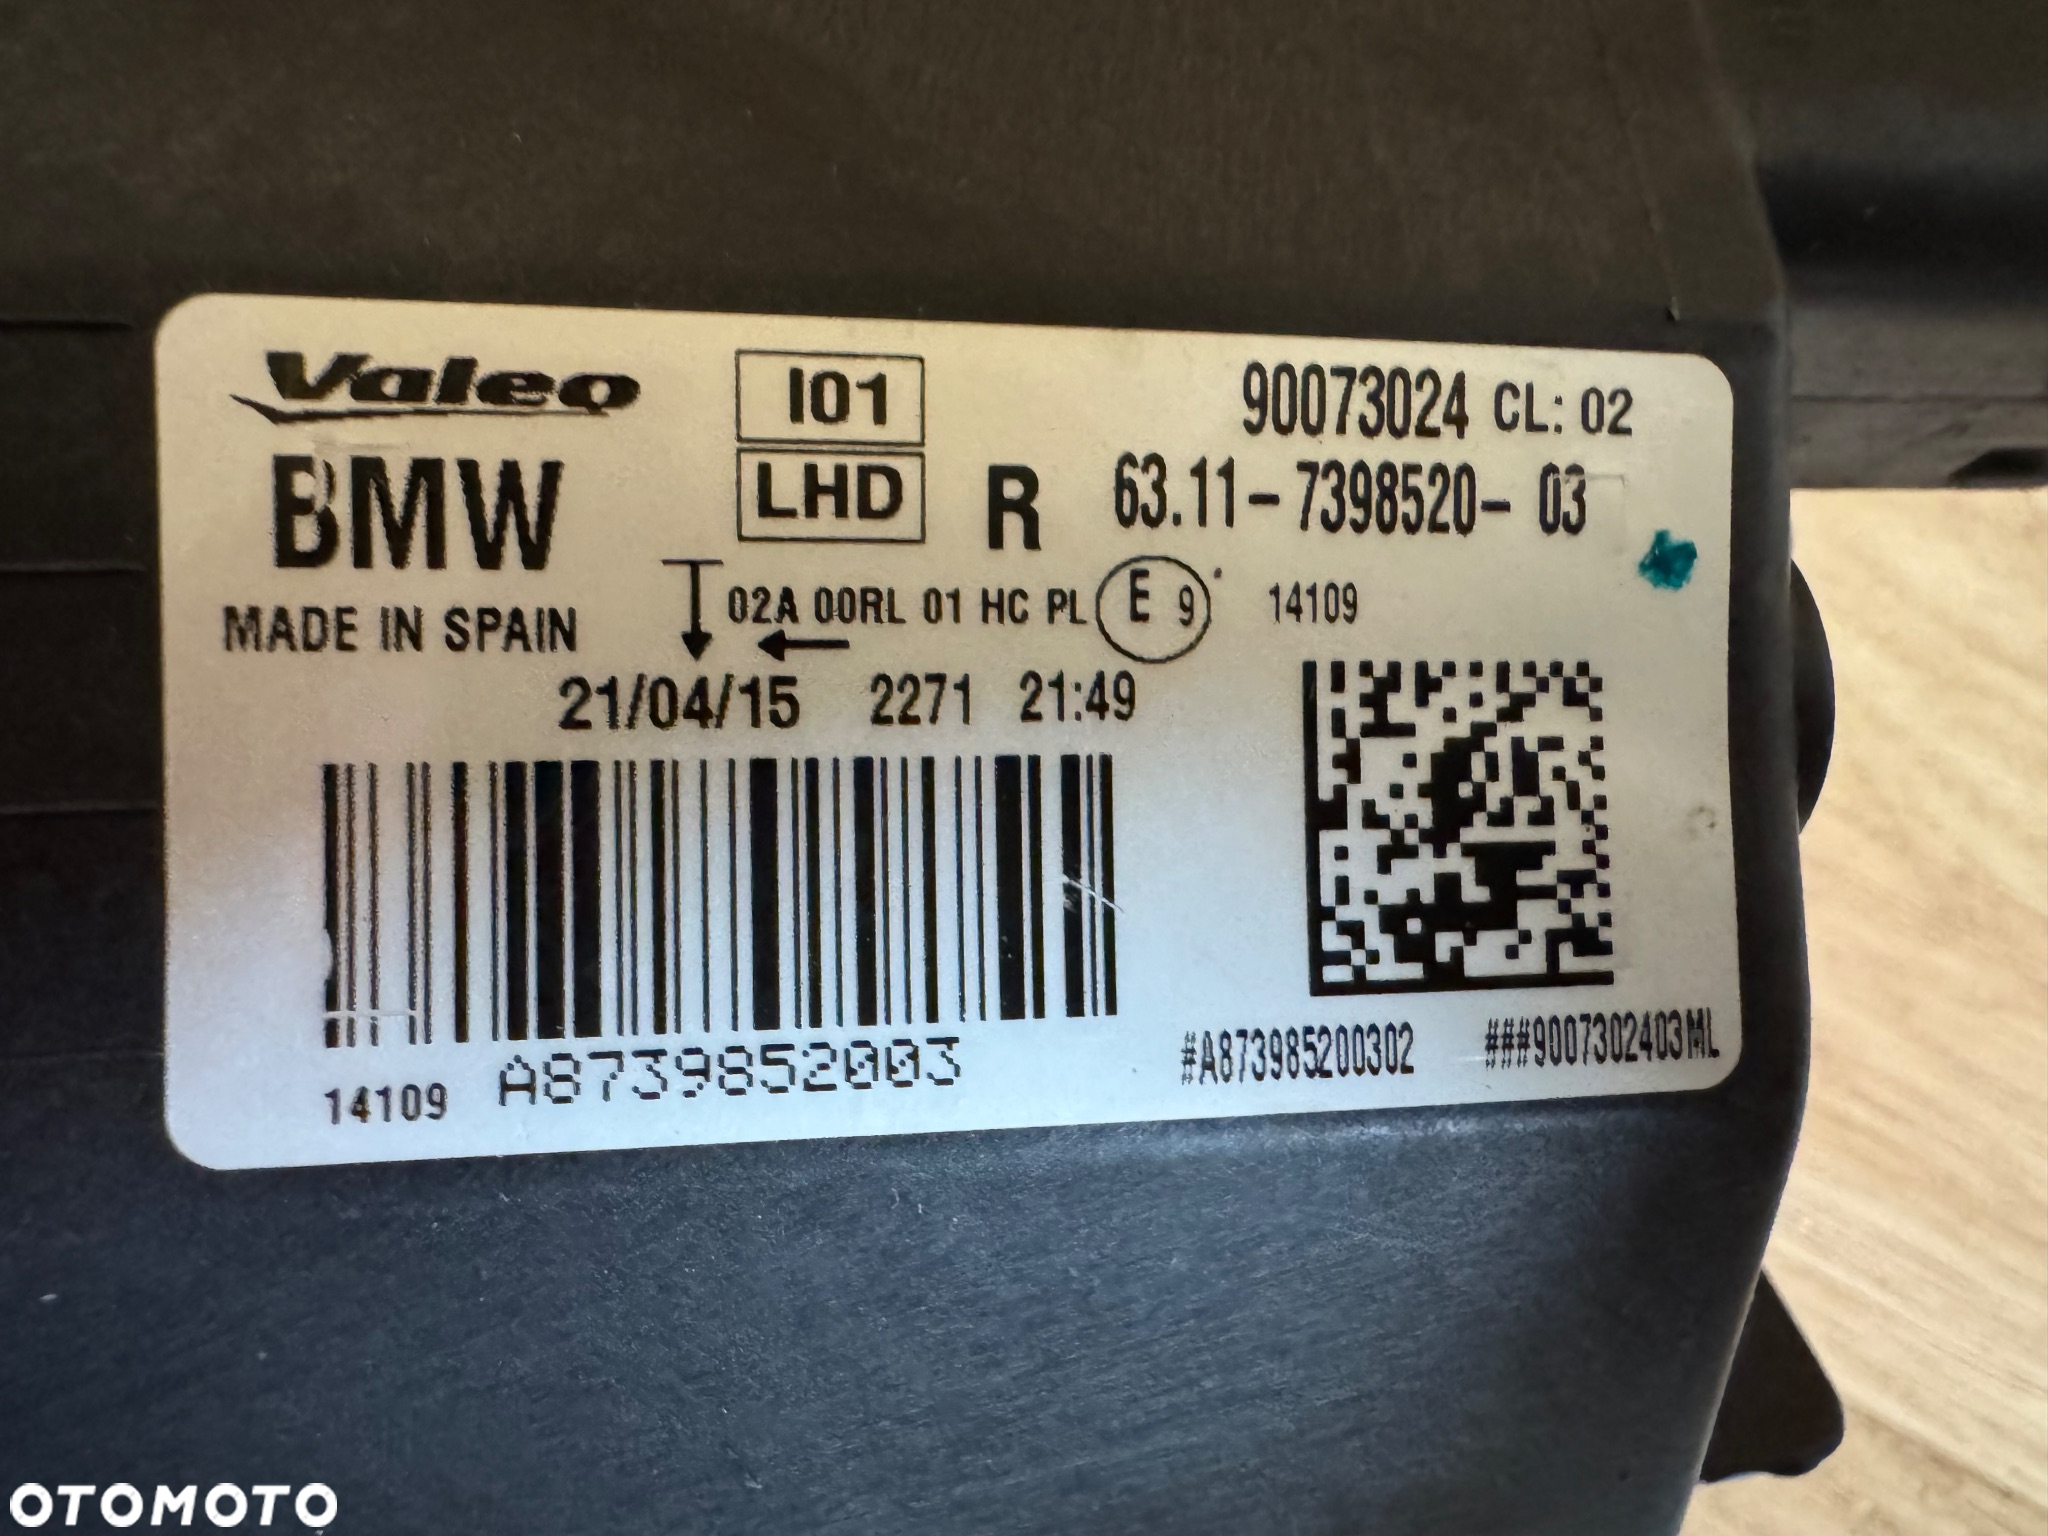 Valeo
I01
90073024 CL: 02
BMW
LHD
R
63.11-7398520- 03
MADE IN SPAIN
02A 00RL 01 HC PL
E 9
14109
21/04/15 2271 21:49
14109
A8739852003
#A873985200302
###9007302403ML
OTOMOTO